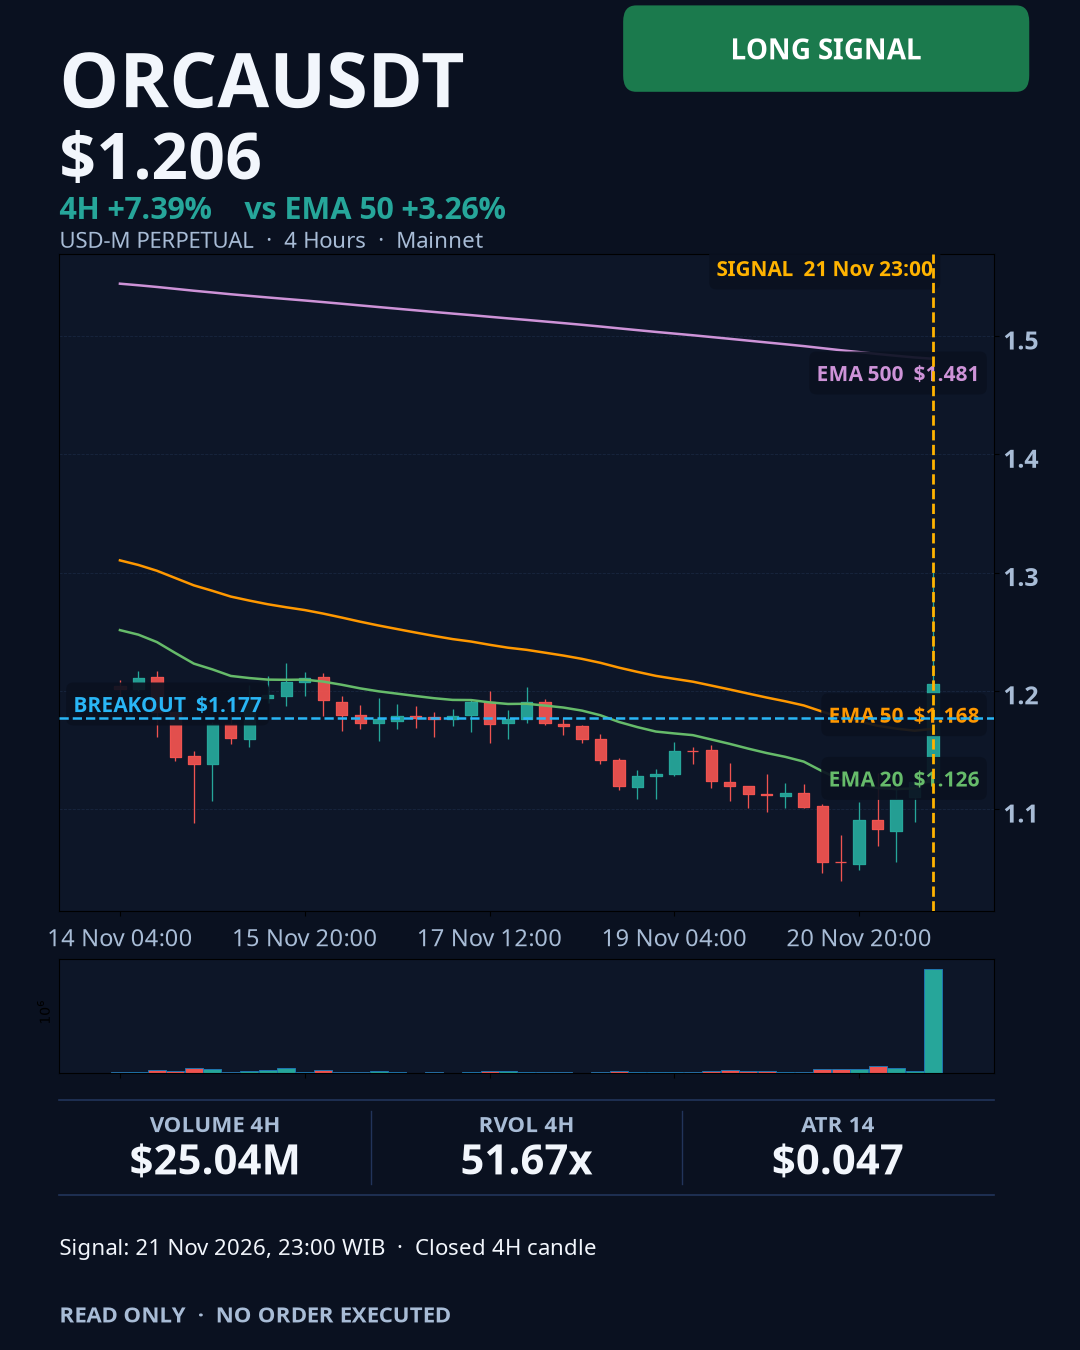 LONG SIGNAL
ORCAUSDT
$1.206
4H +7.39% vs EMA 50 +3.26%
USD-M PERPETUAL · 4 Hours · Mainnet
SIGNAL 21 Nov 23:00
1.5
EMA 500 $1.481
1.4
1.3
1.2
BREAKOUT $1.177
EMA 50 $1.168
EMA 20 $1.126
1.1
14 Nov 04:00 15 Nov 20:00 17 Nov 12:00 19 Nov 04:00 20 Nov 20:00
10⁶
VOLUME 4H RVOL 4H ATR 14
$25.04M 51.67x $0.047
Signal: 21 Nov 2026, 23:00 WIB · Closed 4H candle
READ ONLY · NO ORDER EXECUTED